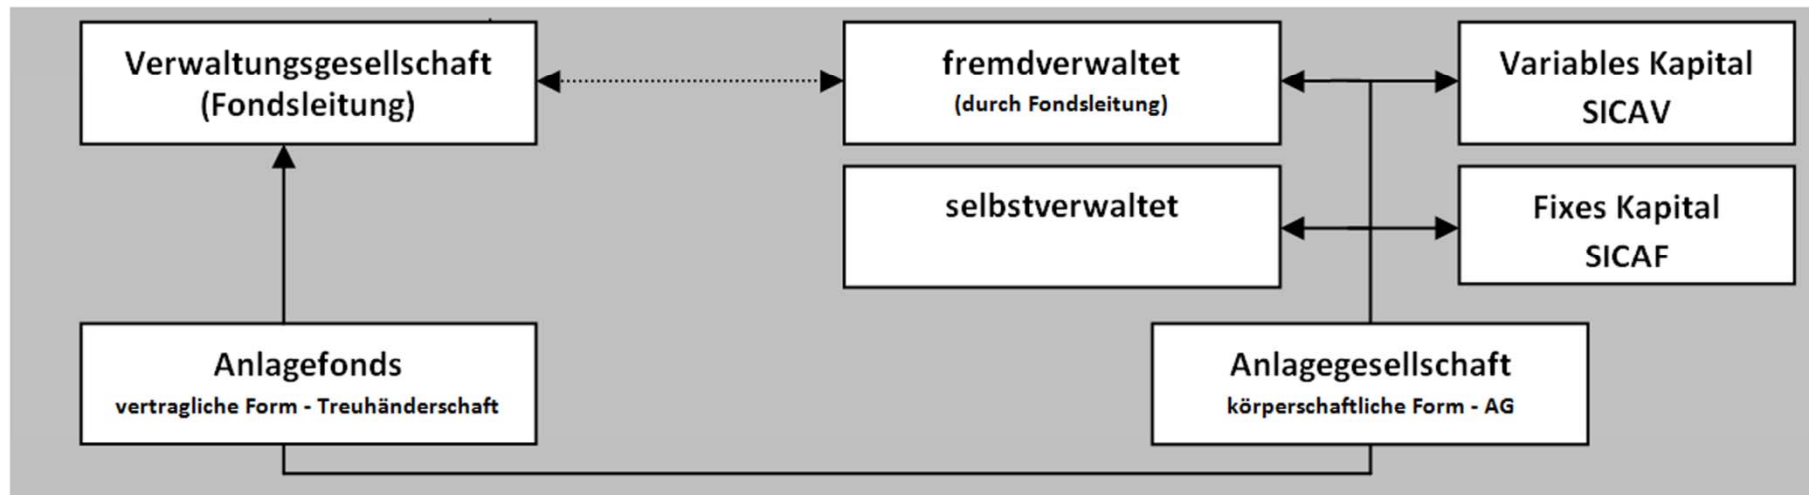 Verwaltungsgesellschaft
(Fondsleitung)
fremdverwaltet
(durch Fondsleitung)
Variables Kapital
SICAV
selbstverwaltet
Fixes Kapital
SICAF
Anlagefonds
vertragliche Form - Treuhänderschaft
Anlagegesellschaft
körperschaftliche Form - AG